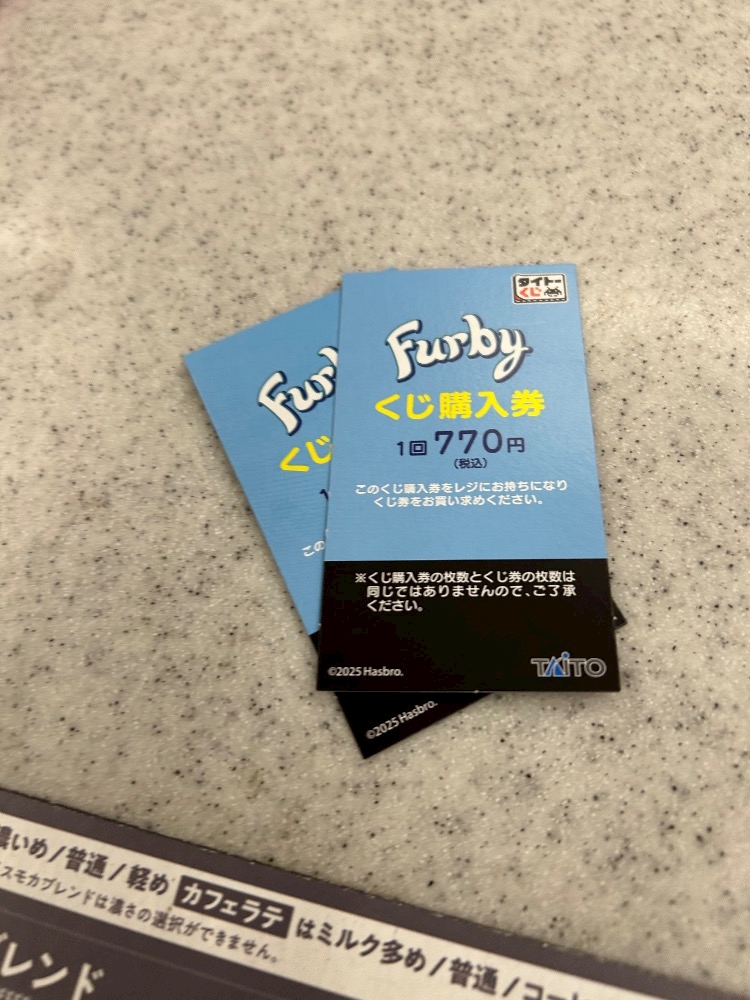 タイトー
くじ
Furby
くじ購入券
1回770円
(税込)
このくじ購入券をレジにお持ちになり
くじ券をお買い求めください。
※くじ購入券の枚数とくじ券の枚数は
同じではありませんので、ご了承
ください。
©2025 Hasbro.
TAITO
Fur
くじ
1
この
©2025 Hasbro.
濃いめ/普通/軽め カフェラテ はミルク多め/普通/コー
スモカブレンドは濃さの選択ができません。
ブレンド